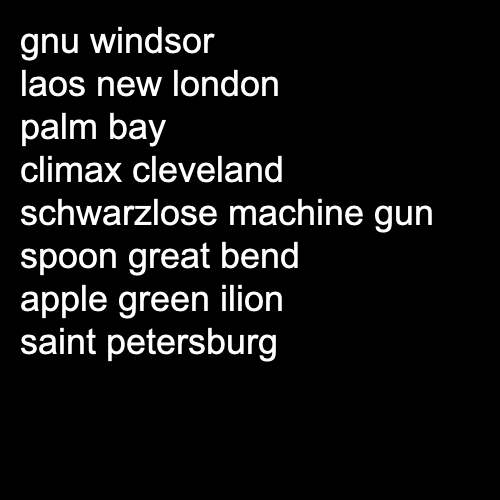 gnu windsor
laos new london
palm bay
climax cleveland
schwarzlose machine gun
spoon great bend
apple green ilion
saint petersburg